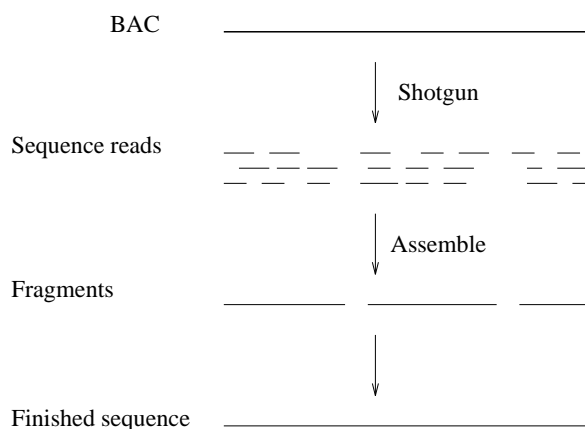 BAC
Shotgun
Sequence reads
Assemble
Fragments
Finished sequence